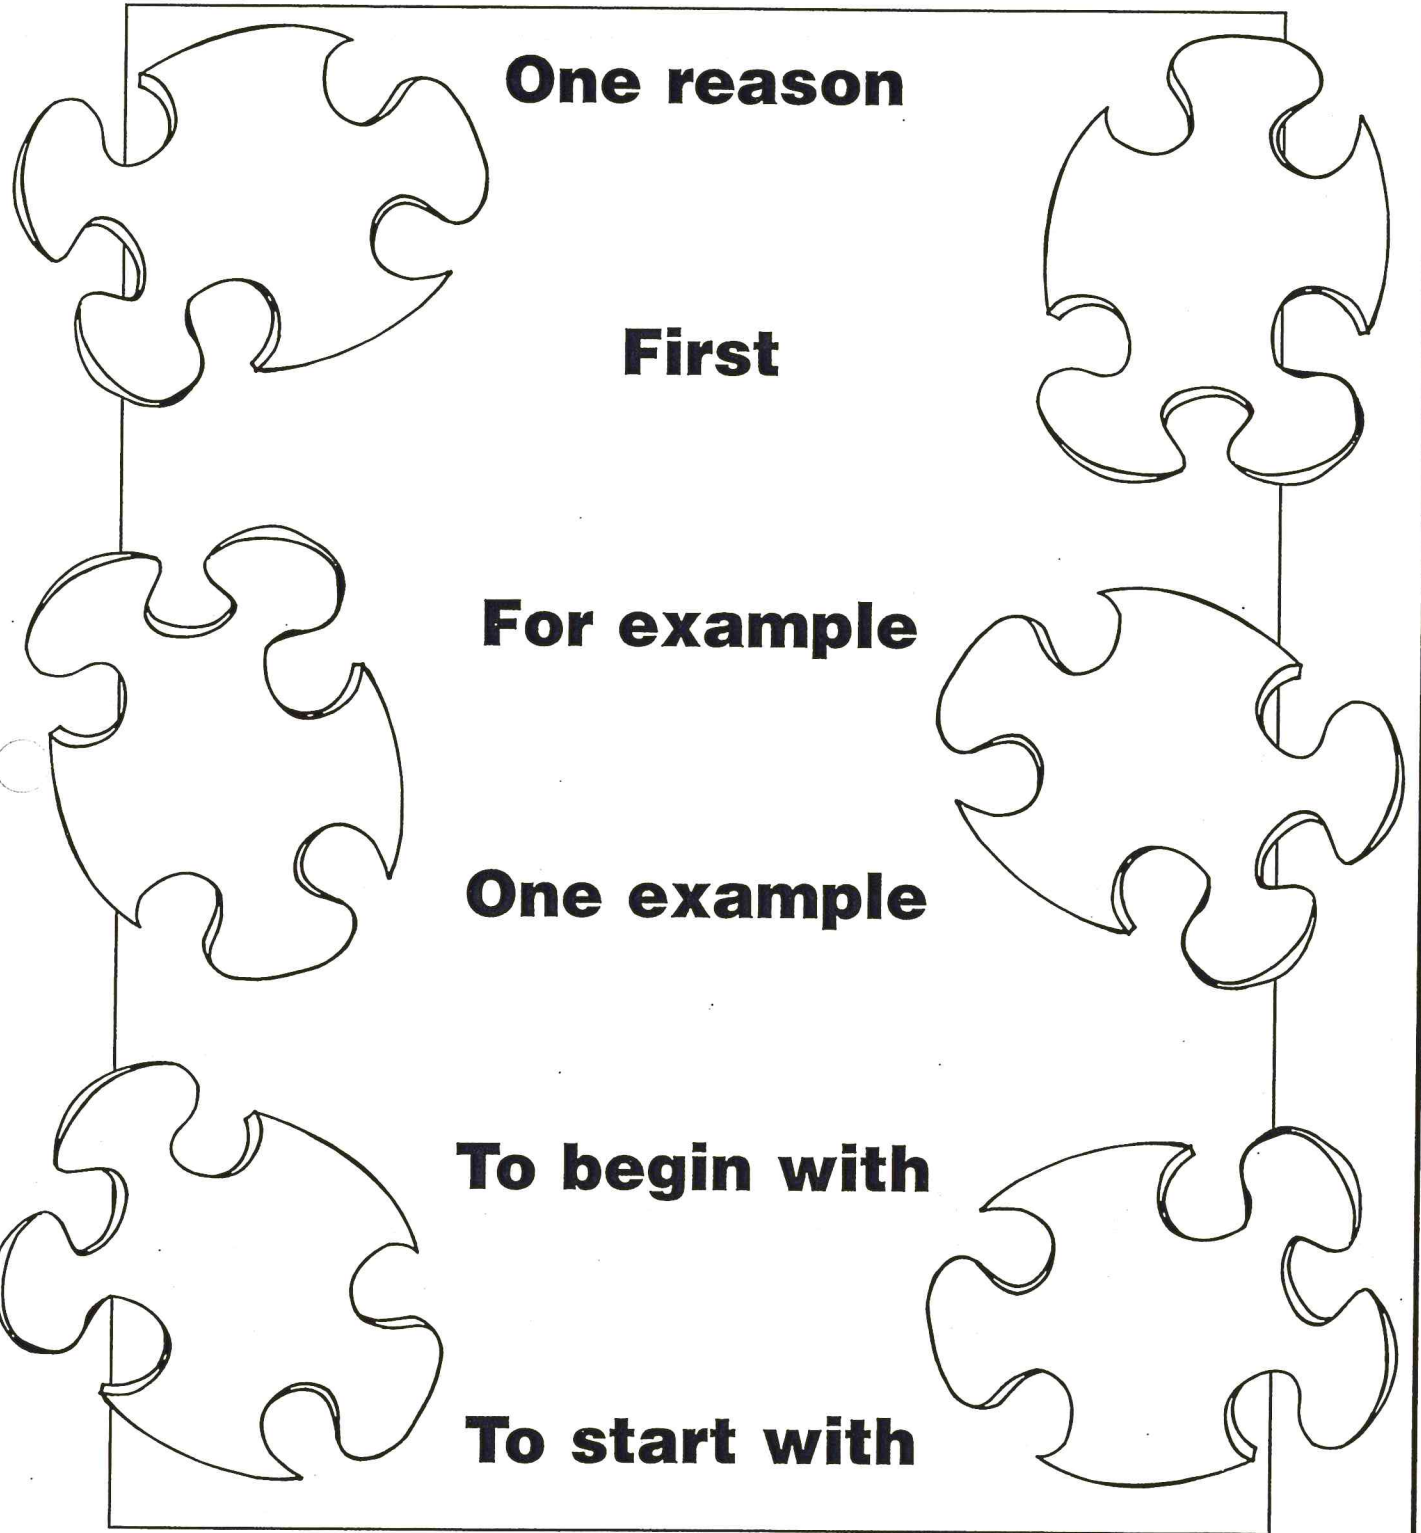 One reason
First
For example
One example
To begin with
To start with